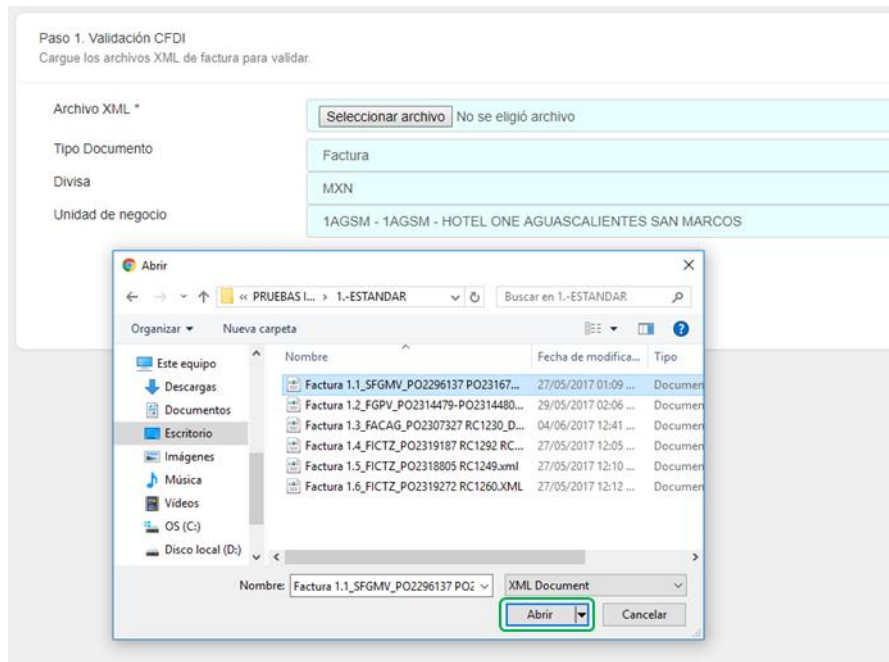 Paso 1. Validación CFDI
Cargue los archivos XML de factura para validar.
Archivo XML * Seleccionar archivo No se eligió archivo
Tipo Documento Factura
Divisa MXN
Unidad de negocio 1AGSM - 1AGSM - HOTEL ONE AGUASCALIENTES SAN MARCOS
Abrir
« PRUEBAS I... > 1.-ESTANDAR Buscar en 1.-ESTANDAR
Organizar Nueva carpeta
Este equipo
Descargas
Documentos
Escritorio
Imágenes
Música
Vídeos
OS (C:)
Disco local (D:)
Nombre Fecha de modifica... Tipo
Factura 1.1_SFGMV_PO2296137 PO23167... 27/05/2017 01:09 ... Documen
Factura 1.2_FGPV_PO2314479-PO2314480... 29/05/2017 02:06 ... Documen
Factura 1.3_FACAG_PO2307327 RC1230_D... 04/06/2017 12:41 ... Documen
Factura 1.4_FICTZ_PO2319187 RC1292 RC... 27/05/2017 12:05 ... Documen
Factura 1.5_FICTZ_PO2318805 RC1249.xml 27/05/2017 12:10 ... Documen
Factura 1.6_FICTZ_PO2319272 RC1260.XML 27/05/2017 12:12 ... Documen
Nombre: Factura 1.1_SFGMV_PO2296137 PO2 XML Document
Abrir Cancelar